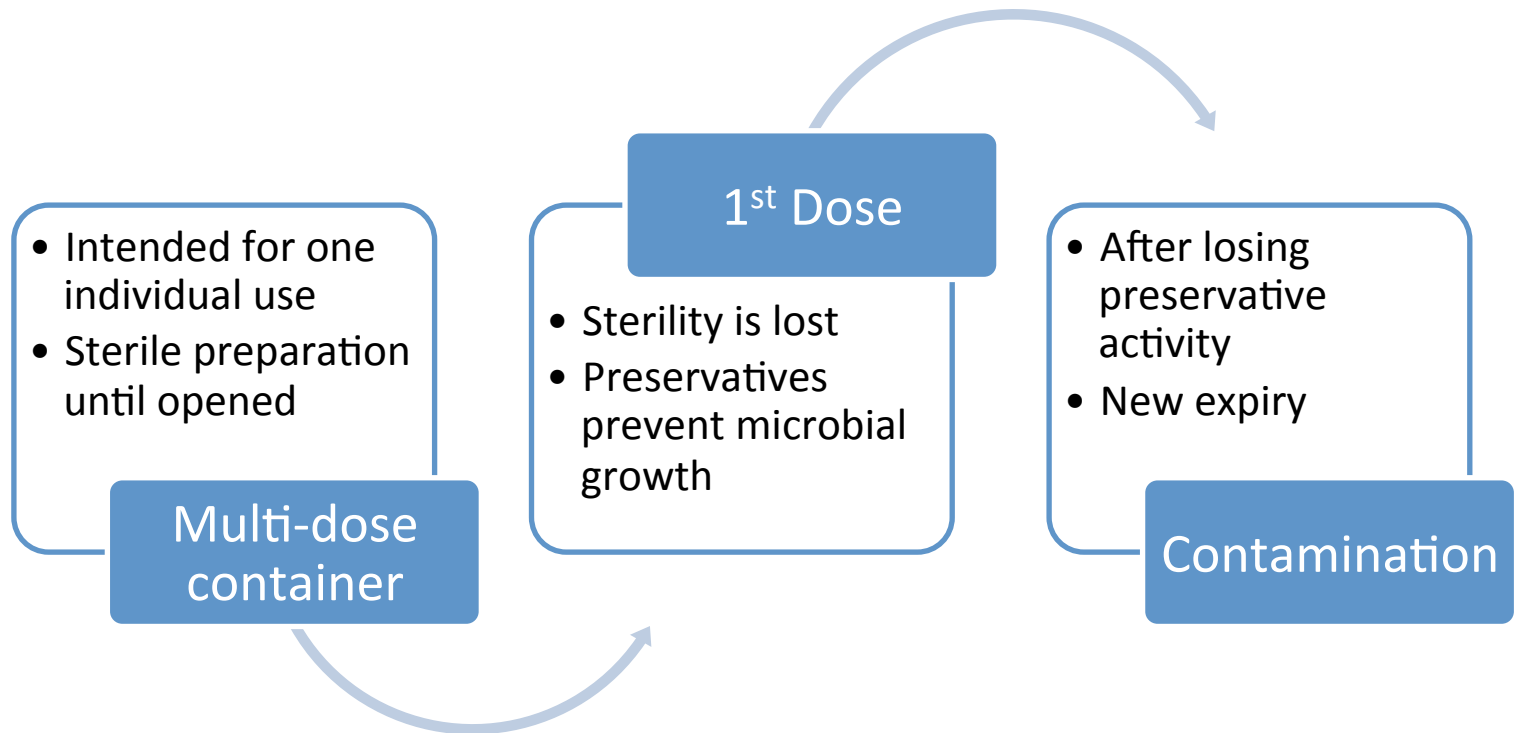 • Intended for one
individual use
• Sterile preparation
until opened
Multi-dose
container
1st Dose
• Sterility is lost
• Preservatives
prevent microbial
growth
• After losing
preservative
activity
• New expiry
Contamination